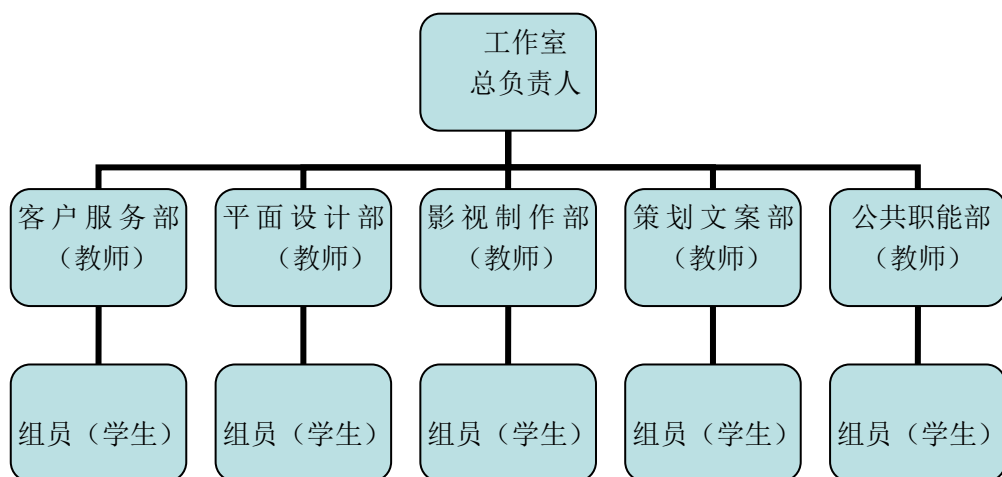 工作室
总负责人
客户服务部
（教师）
平面设计部
（教师）
影视制作部
（教师）
策划文案部
（教师）
公共职能部
（教师）
组员（学生）
组员（学生）
组员（学生）
组员（学生）
组员（学生）